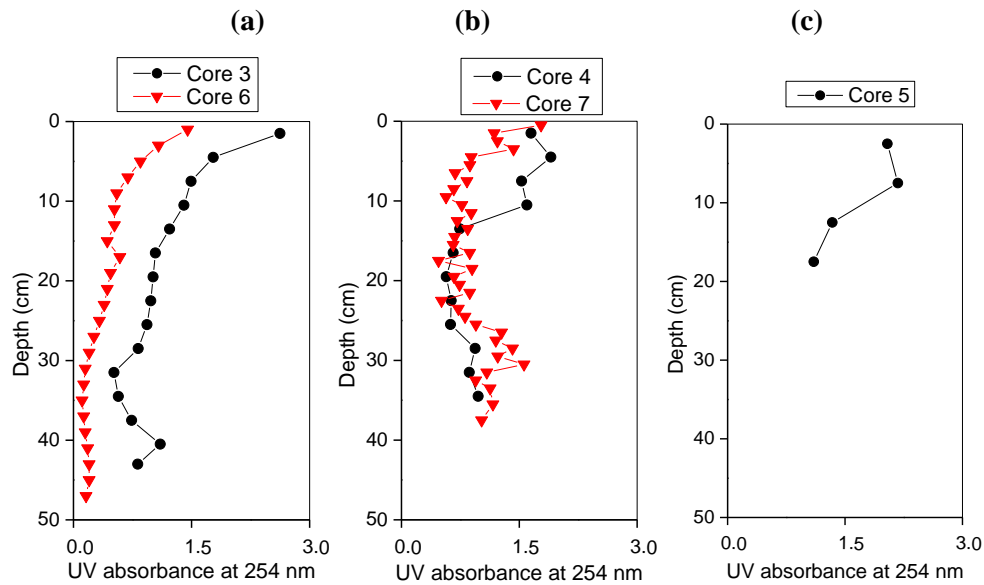 (a)
Core 3
Core 6
0
10
20
30
40
50
Depth (cm)
0.0 1.5 3.0
UV absorbance at 254 nm
(b)
Core 4
Core 7
0
10
20
30
40
50
Depth (cm)
0.0 1.5 3.0
UV absorbance at 254 nm
(c)
Core 5
0
10
20
30
40
50
Depth (cm)
0.0 1.5 3.0
UV absorbance at 254 nm